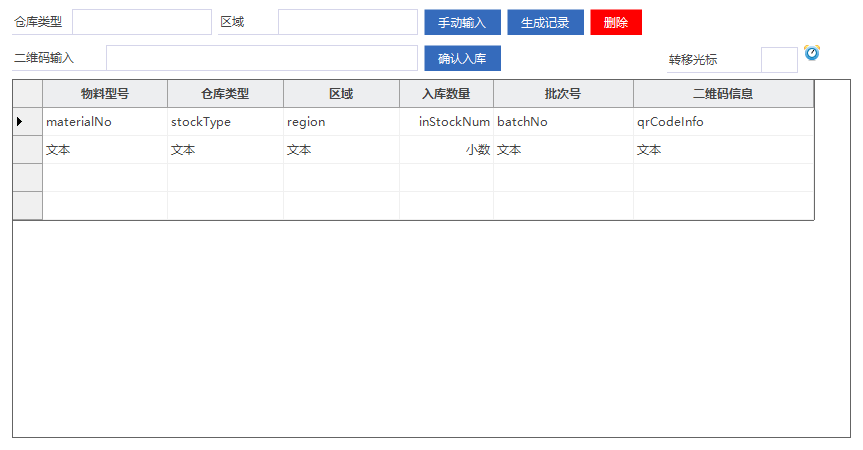 仓库类型 区域 手动输入 生成记录 删除
二维码输入 确认入库 转移光标
物料型号 仓库类型 区域 入库数量 批次号 二维码信息
materialNo stockType region inStockNum batchNo qrCodeInfo
文本 文本 文本 小数 文本 文本